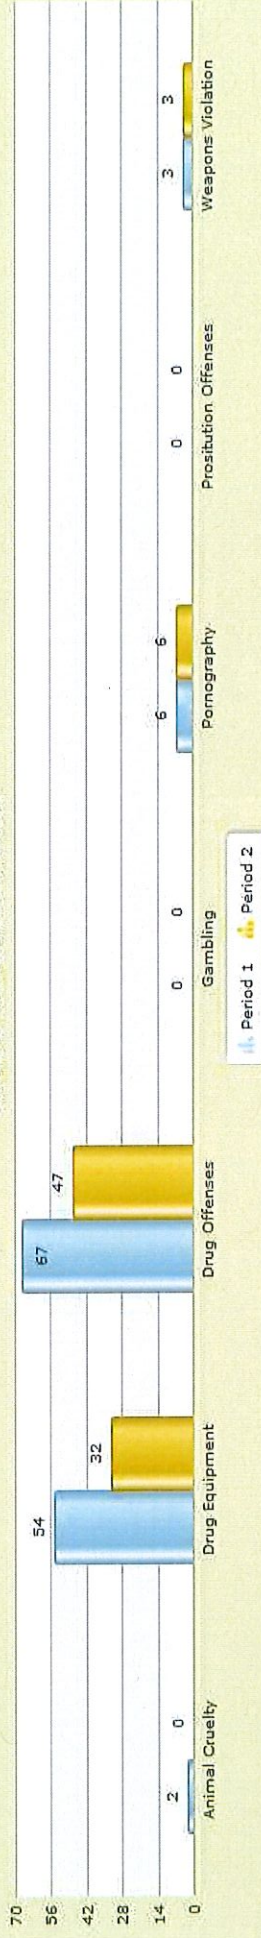 70
56
42
28
14
0
2
0
54
32
67
47
0
0
6
6
0
0
3
3
Animal Cruelty
Drug Equipment
Drug Offenses
Gambling
Pornography
Prositution Offenses
Weapons Violation
Period 1
Period 2